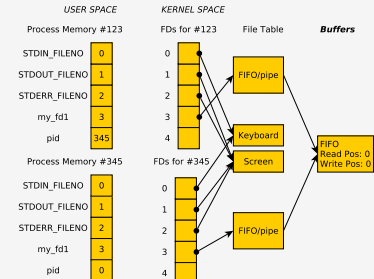 USER SPACE KERNEL SPACE
Process Memory #123 FDs for #123 File Table Buffers
STDIN_FILENO 0 0
STDOUT_FILENO 1 1 FIFO/pipe
STDERR_FILENO 2 2
my_fd1 3 3
pid 345 4 Keyboard
FIFO
Read Pos: 0
Write Pos: 0
Process Memory #345 FDs for #345 Screen
STDIN_FILENO 0 0
STDOUT_FILENO 1 1
STDERR_FILENO 2 2 FIFO/pipe
my_fd1 3 3
pid 0 4